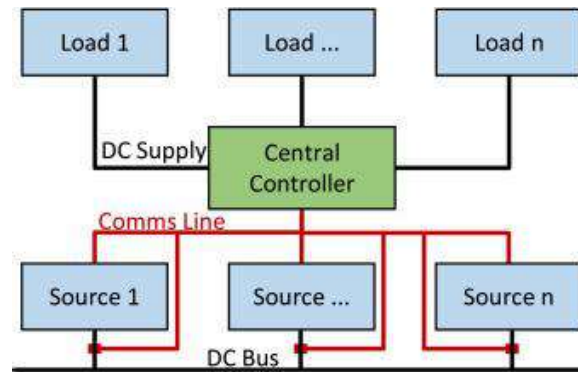 Load 1
Load ...
Load n
DC Supply
Central
Controller
Comms Line
Source 1
Source ...
Source n
DC Bus